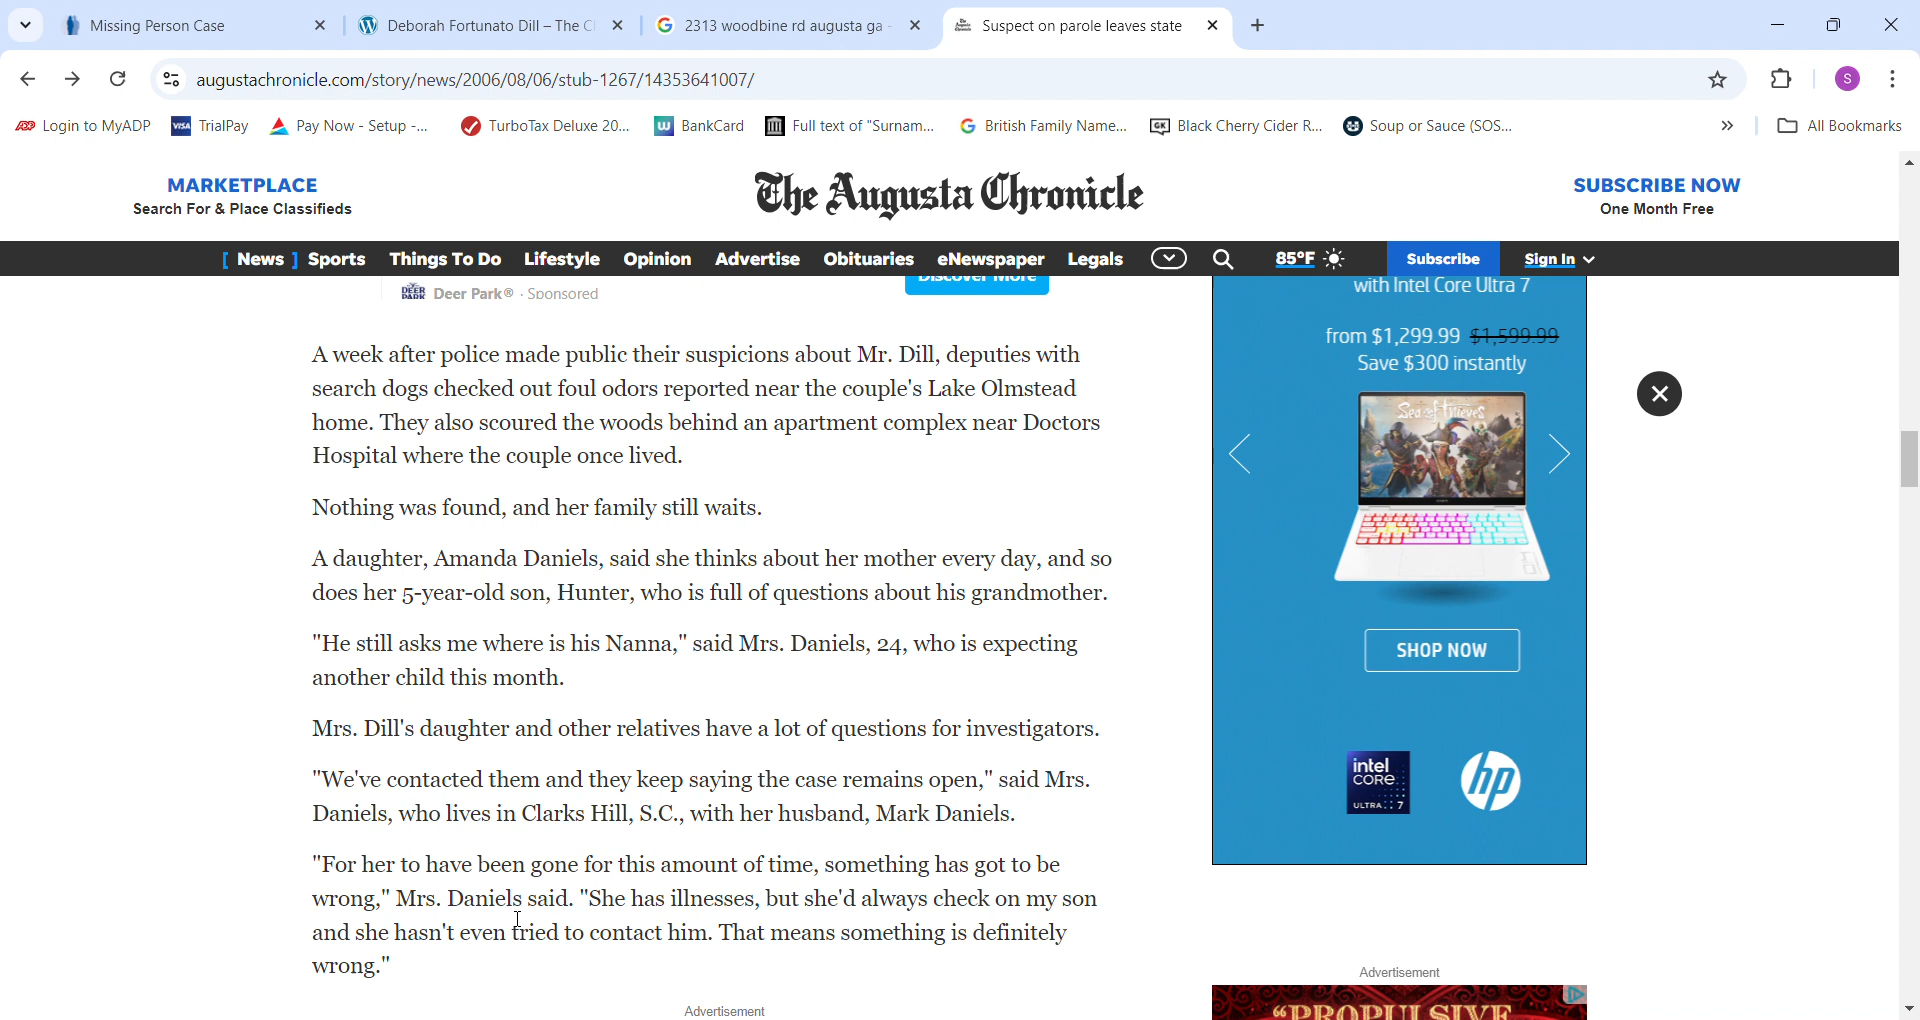 Missing Person Case
Deborah Fortunato Dill – The C
2313 woodbine rd augusta ga -
Suspect on parole leaves state
augustachronicle.com/story/news/2006/08/06/stub-1267/14353641007/
S
Login to MyADP
VISA TrialPay
Pay Now - Setup -...
TurboTax Deluxe 20...
BankCard
Full text of "Surnam...
British Family Name...
GK Black Cherry Cider R...
Soup or Sauce (SOS...
All Bookmarks
MARKETPLACE
Search For & Place Classifieds
The Augusta Chronicle
SUBSCRIBE NOW
One Month Free
[ News ] Sports Things To Do Lifestyle Opinion Advertise Obituaries eNewspaper Legals 85°F Subscribe Sign In
DEER PARK Deer Park® · Sponsored
Discover More
A week after police made public their suspicions about Mr. Dill, deputies with
search dogs checked out foul odors reported near the couple's Lake Olmstead
home. They also scoured the woods behind an apartment complex near Doctors
Hospital where the couple once lived.
Nothing was found, and her family still waits.
A daughter, Amanda Daniels, said she thinks about her mother every day, and so
does her 5-year-old son, Hunter, who is full of questions about his grandmother.
"He still asks me where is his Nanna," said Mrs. Daniels, 24, who is expecting
another child this month.
Mrs. Dill's daughter and other relatives have a lot of questions for investigators.
"We've contacted them and they keep saying the case remains open," said Mrs.
Daniels, who lives in Clarks Hill, S.C., with her husband, Mark Daniels.
"For her to have been gone for this amount of time, something has got to be
wrong," Mrs. Daniels said. "She has illnesses, but she'd always check on my son
and she hasn't even tried to contact him. That means something is definitely
wrong."
Advertisement
with Intel Core Ultra 7
from $1,299.99 $1,599.99
Save $300 instantly
Sea of Thieves
SHOP NOW
intel
CORE
ULTRA 7
hp
Advertisement
"PROPULSIVE